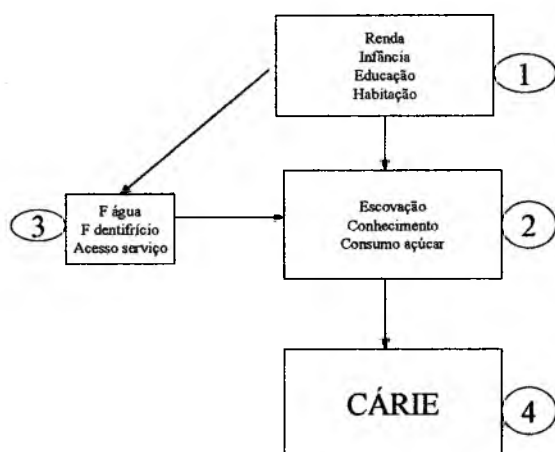 Renda
Infância
Educação
Habitação
1
F água
F dentifrício
Acesso serviço
3
Escovação
Conhecimento
Consumo açúcar
2
CÁRIE
4